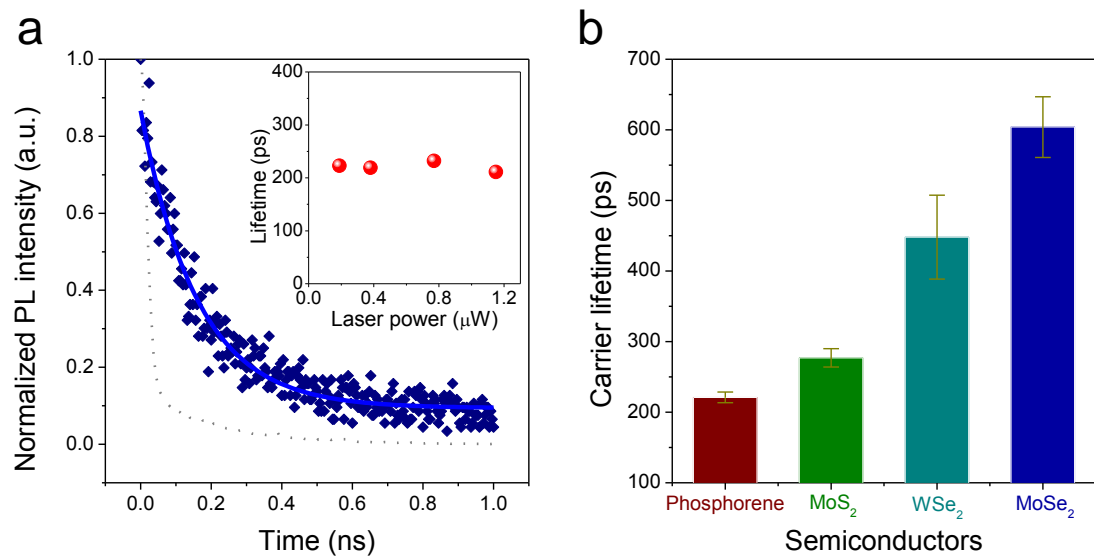 a
Normalized PL intensity (a.u.)
1.0
0.8
0.6
0.4
0.2
0.0
0.0 0.2 0.4 0.6 0.8 1.0
Time (ns)
Lifetime (ps)
400
300
200
100
0
0.0 0.4 0.8 1.2
Laser power (μW)
b
Carrier lifetime (ps)
700
600
500
400
300
200
100
Phosphorene MoS₂ WSe₂ MoSe₂
Semiconductors